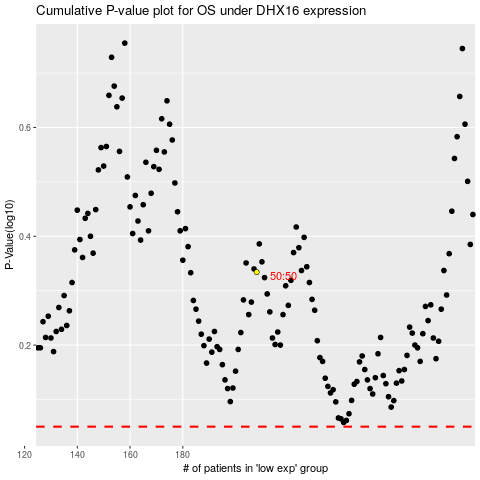 Cumulative P-value plot for OS under DHX16 expression
P-Value(log10)
0.6
0.4
0.2
50:50
120 140 160 180
# of patients in 'low exp' group